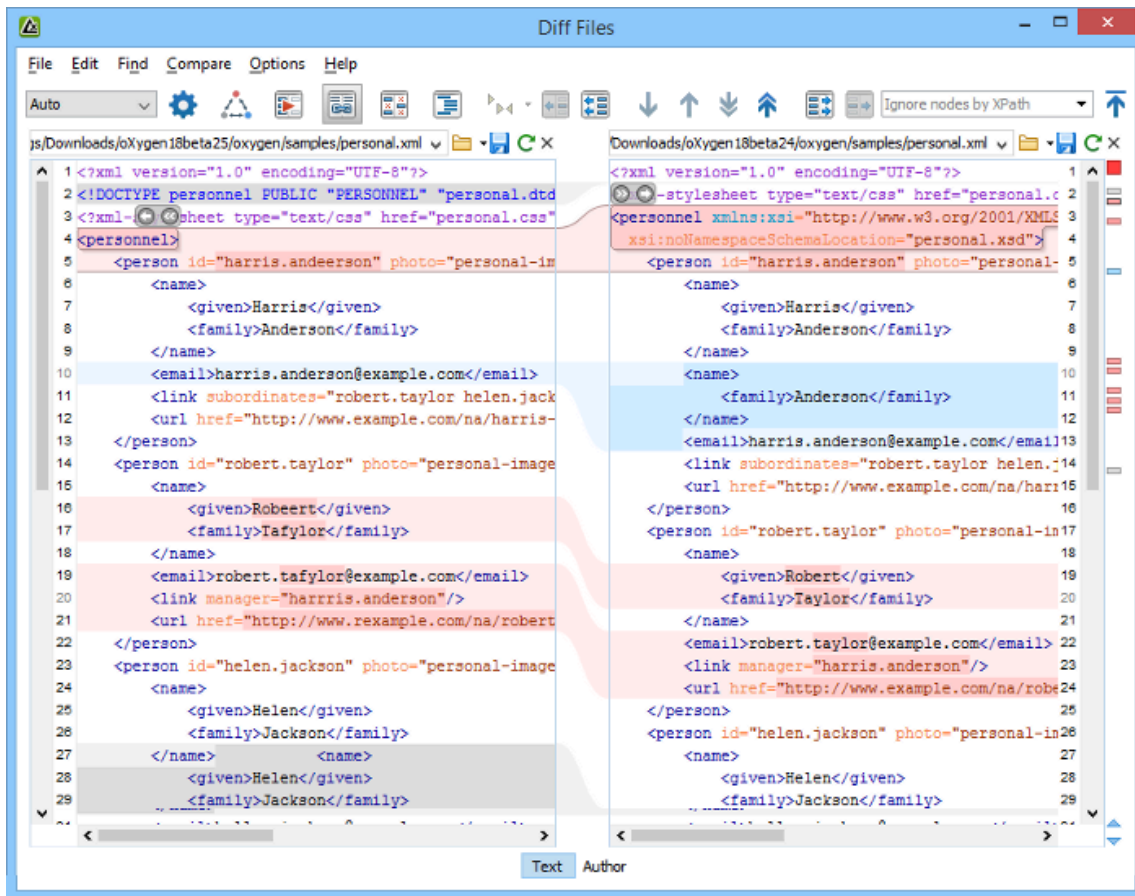 Diff Files
File Edit Find Compare Options Help
Auto
Ignore nodes by XPath
gs/Downloads/oXygen18beta25/oxygen/samples/personal.xml
1 <?xml version="1.0" encoding="UTF-8"?>
2 <!DOCTYPE personnel PUBLIC "PERSONNEL" "personal.dtd
3 <?xml- sheet type="text/css" href="personal.css"
4 <personnel>
5 <person id="harris.andeerson" photo="personal-im
6 <name>
7 <given>Harris</given>
8 <family>Anderson</family>
9 </name>
10 <email>harris.anderson@example.com</email>
11 <link subordinates="robert.taylor helen.jack
12 <url href="http://www.example.com/na/harris-
13 </person>
14 <person id="robert.taylor" photo="personal-image
15 <name>
16 <given>Robeert</given>
17 <family>Tafylor</family>
18 </name>
19 <email>robert.tafylor@example.com</email>
20 <link manager="harrris.anderson"/>
21 <url href="http://www.rexample.com/na/robert
22 </person>
23 <person id="helen.jackson" photo="personal-image
24 <name>
25 <given>Helen</given>
26 <family>Jackson</family>
27 </name> <name>
28 <given>Helen</given>
29 <family>Jackson</family>
/Downloads/oXygen18beta24/oxygen/samples/personal.xml
<?xml version="1.0" encoding="UTF-8"?> 1
-stylesheet type="text/css" href="personal.c 2
<personnel xmlns:xsi="http://www.w3.org/2001/XMLS 3
xsi:noNamespaceSchemaLocation="personal.xsd"> 4
<person id="harris.anderson" photo="personal- 5
<name> 6
<given>Harris</given> 7
<family>Anderson</family> 8
</name> 9
<name> 10
<family>Anderson</family> 11
</name> 12
<email>harris.anderson@example.com</email 13
<link subordinates="robert.taylor helen.j 14
<url href="http://www.example.com/na/harr 15
</person> 16
<person id="robert.taylor" photo="personal-im 17
<name> 18
<given>Robert</given> 19
<family>Taylor</family> 20
</name> 21
<email>robert.taylor@example.com</email> 22
<link manager="harris.anderson"/> 23
<url href="http://www.example.com/na/robe 24
</person> 25
<person id="helen.jackson" photo="personal-im 26
<name> 27
<given>Helen</given> 28
<family>Jackson</family> 29
Text Author